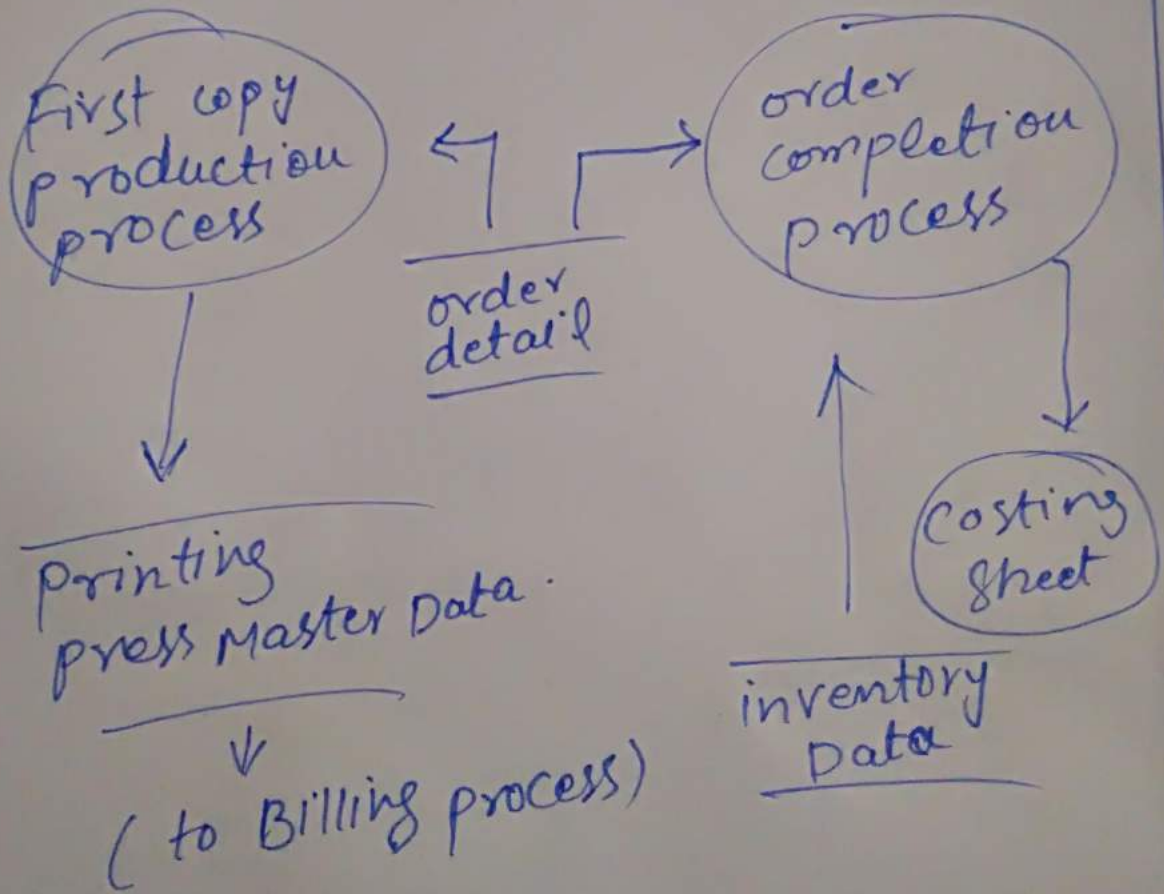 First copy
production
process
order
detail
order
completion
process
Printing
press Master Data.
(to Billing process)
Costing
Sheet
inventory
Data